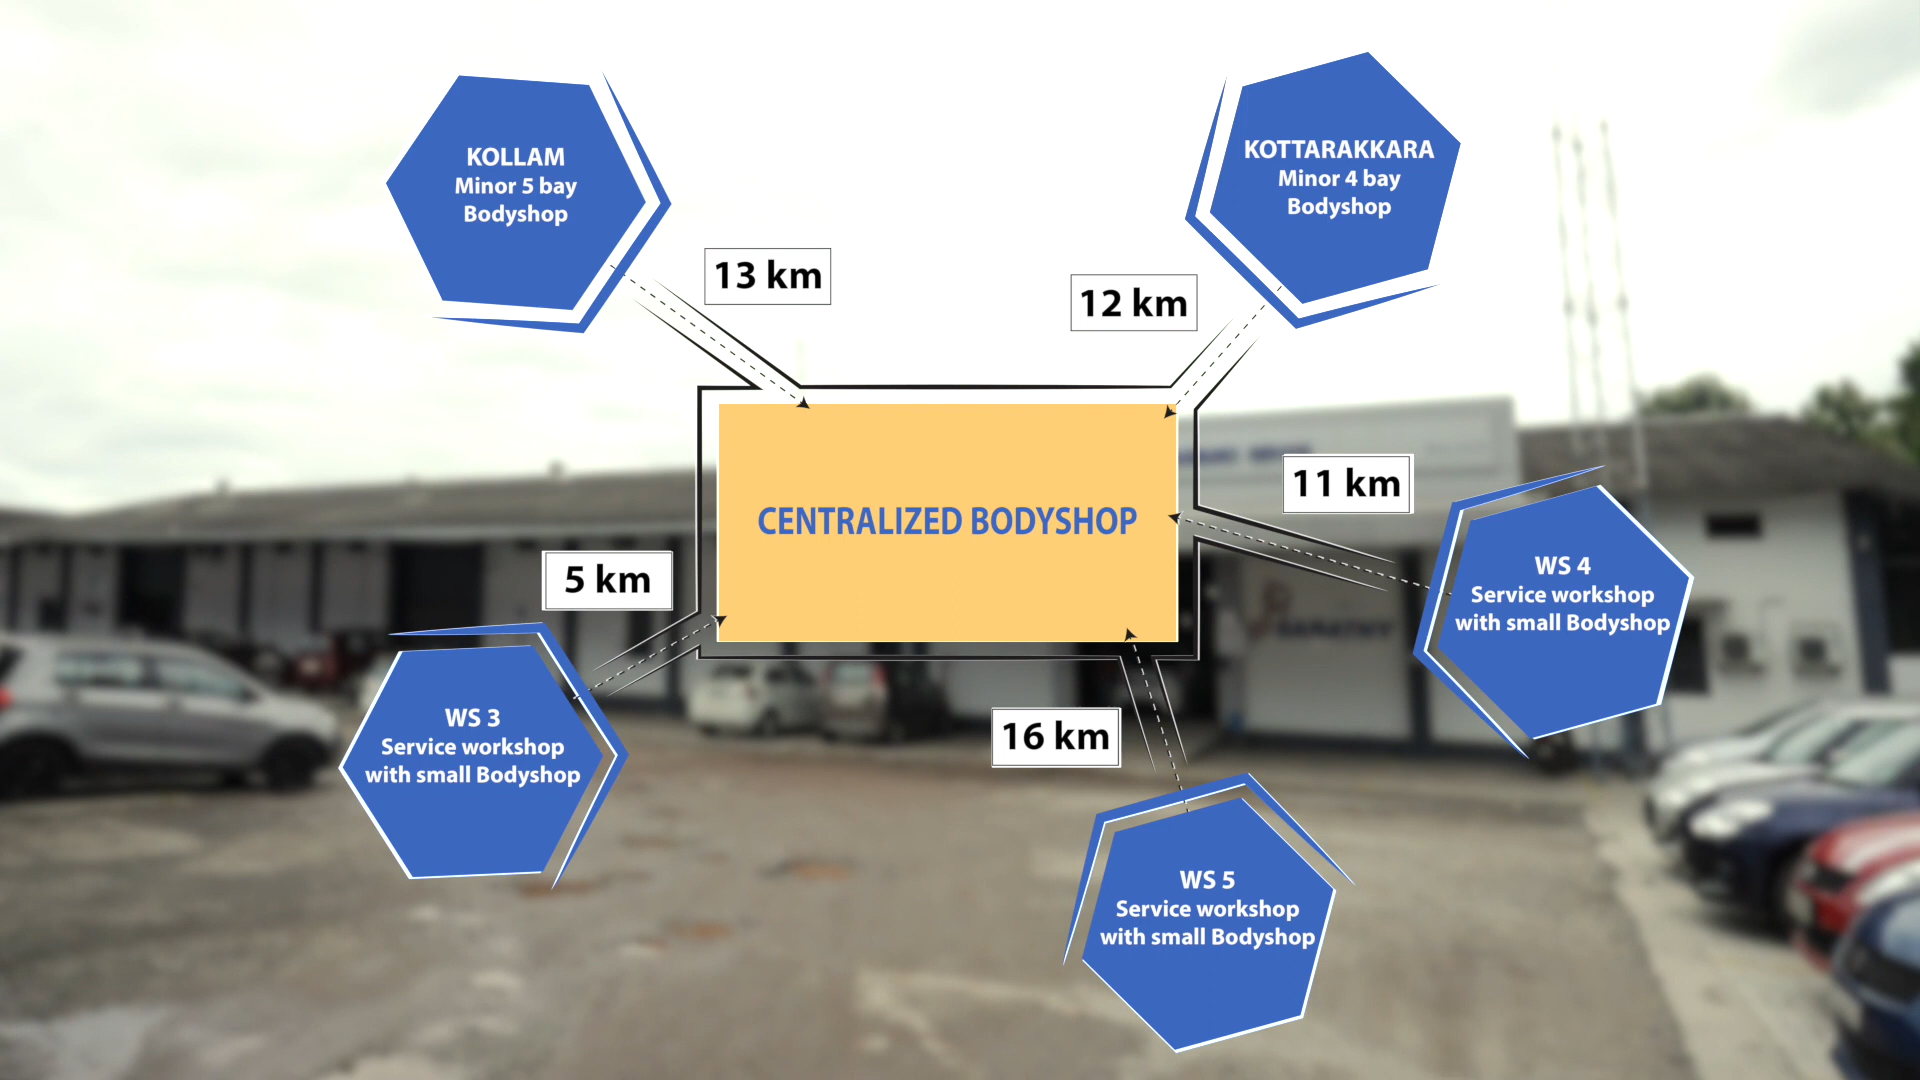 KOLLAM
Minor 5 bay
Bodyshop
KOTTARAKKARA
Minor 4 bay
Bodyshop
13 km
12 km
11 km
CENTRALIZED BODYSHOP
5 km
WS 4
Service workshop
with small Bodyshop
WS 3
Service workshop
with small Bodyshop
16 km
WS 5
Service workshop
with small Bodyshop